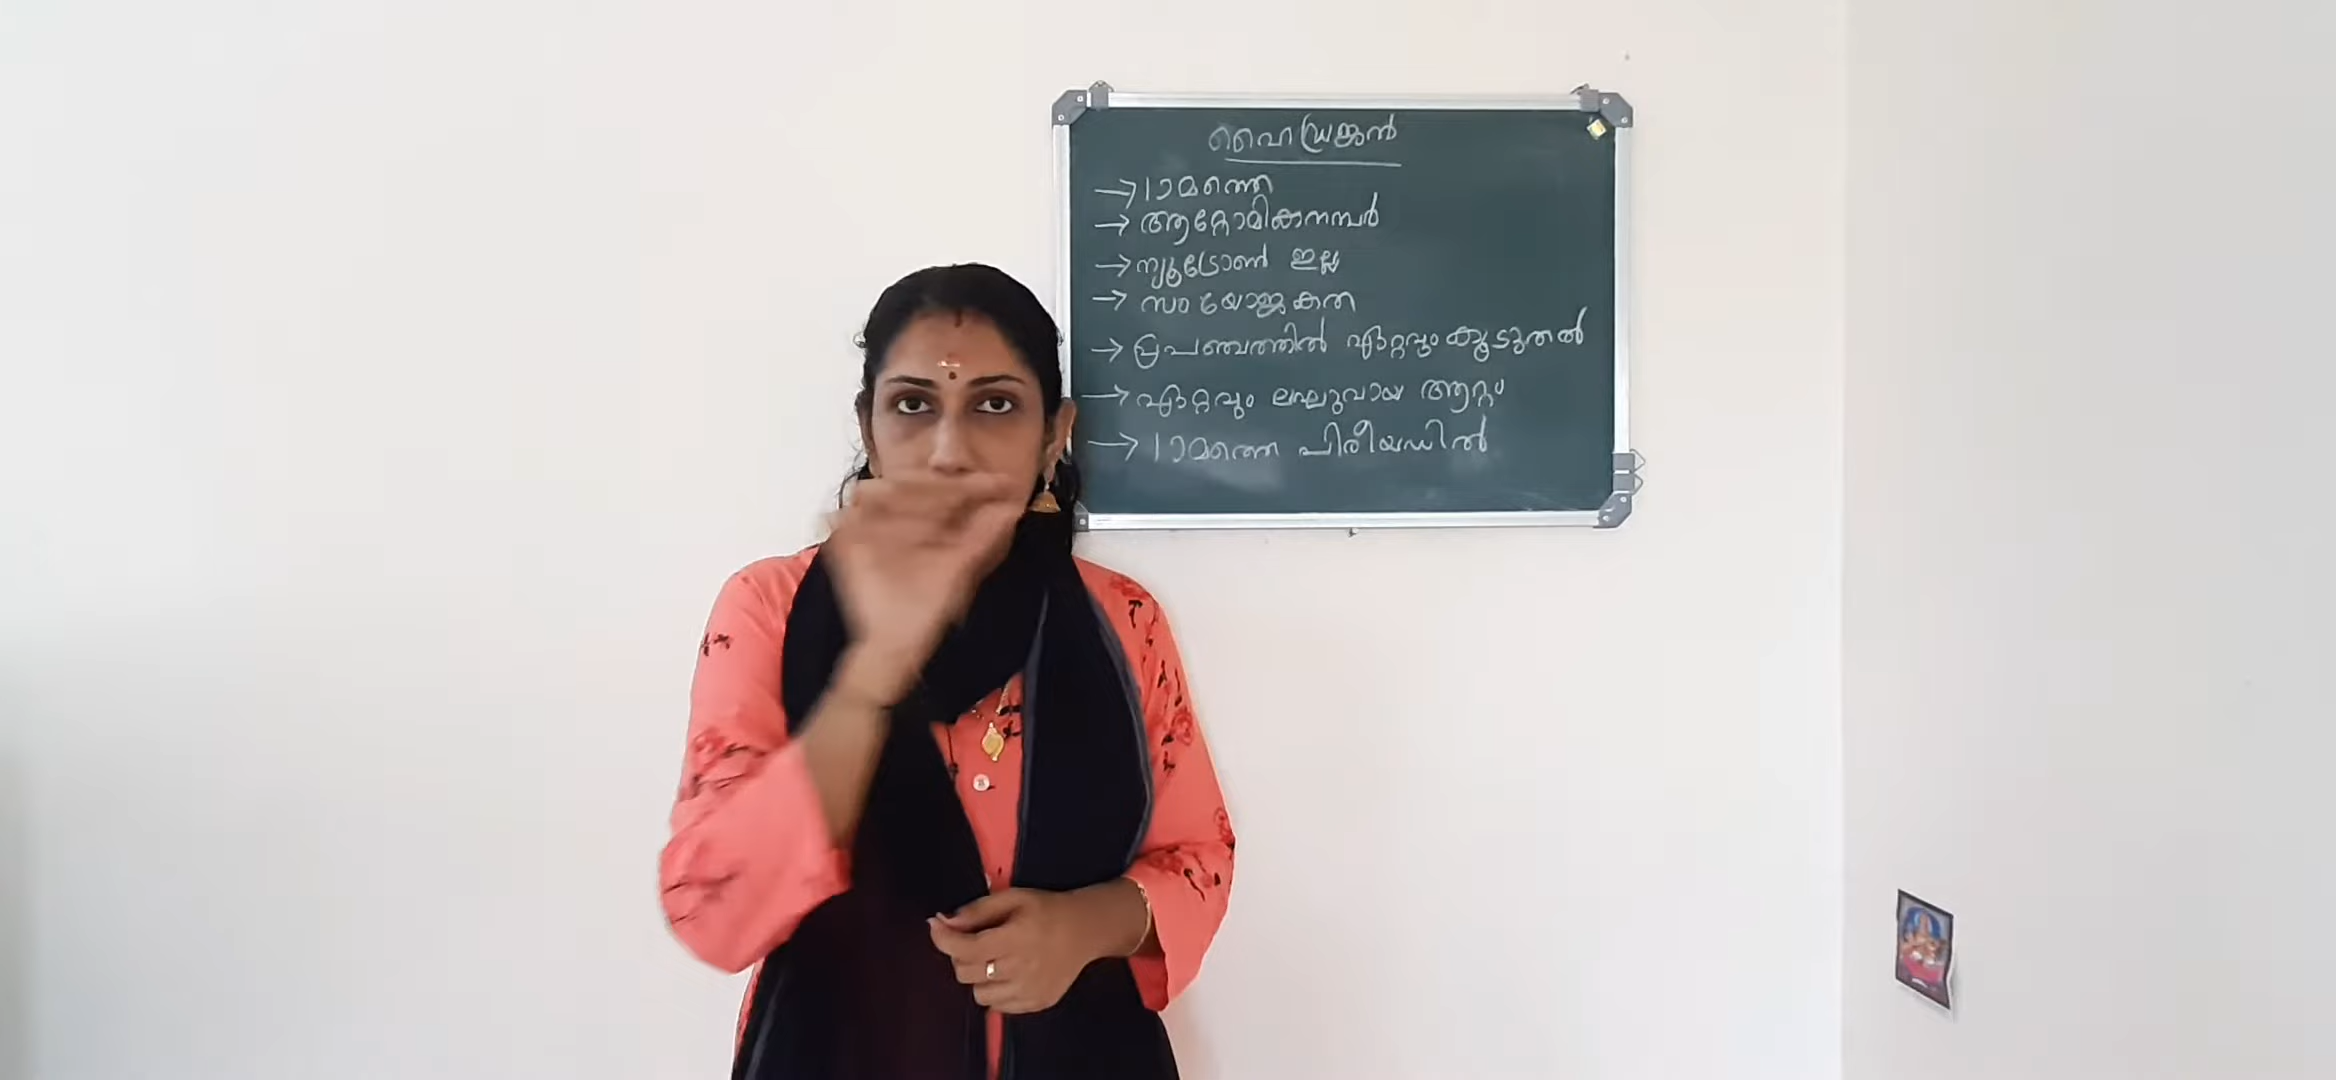 ഹൈഡ്രജൻ
→ 1ാമത്തെ
→ ആറ്റോമികനമ്പർ
→ ന്യൂട്രോൺ ഇല്ല
→ സംയോജകത
→ പ്രപഞ്ചത്തിൽ ഏറ്റവും കൂടുതൽ
→ ഏറ്റവും ലഘുവായ ആറ്റം
→ 1ാമത്തെ പിരീയഡിൽ